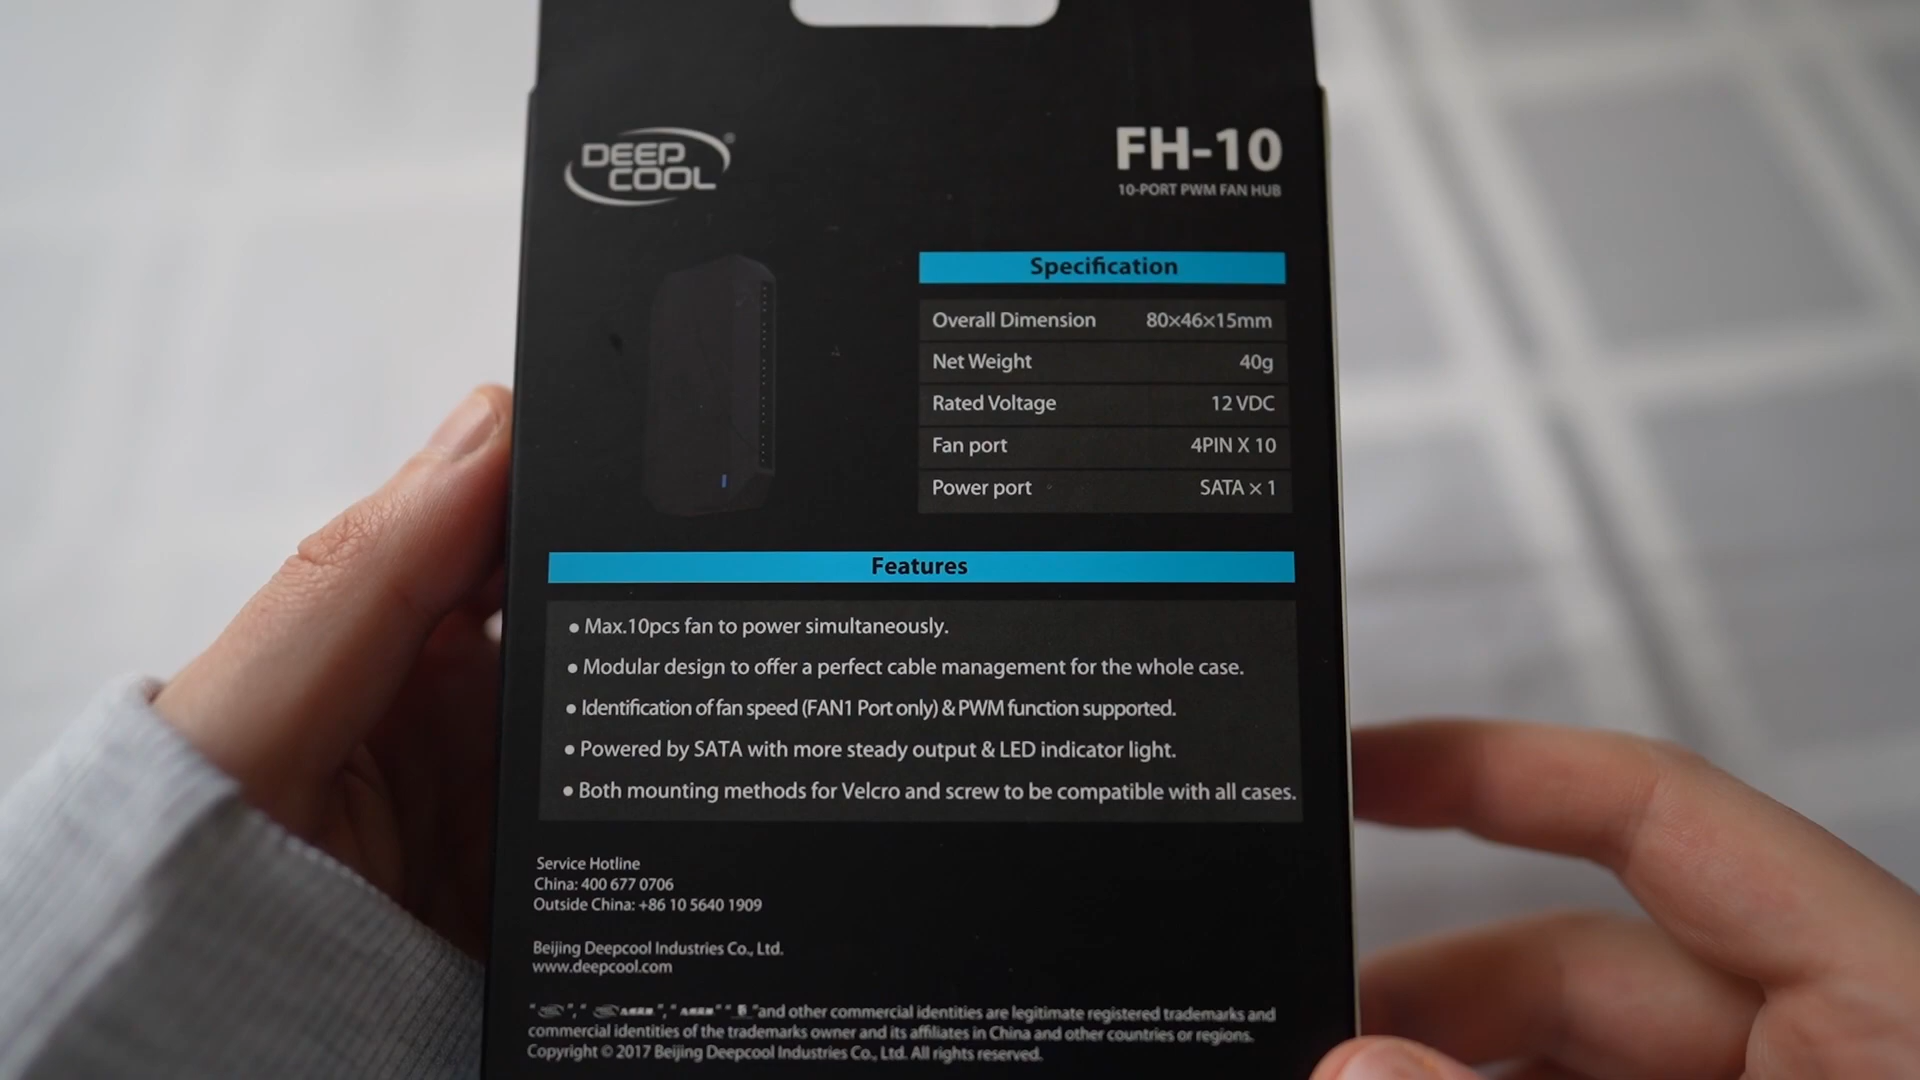 DEEP
COOL
®
FH-10
10-PORT PWM FAN HUB
Specification
Overall Dimension 80×46×15mm
Net Weight 40g
Rated Voltage 12 VDC
Fan port 4PIN X 10
Power port SATA × 1
Features
• Max.10pcs fan to power simultaneously.
• Modular design to offer a perfect cable management for the whole case.
• Identification of fan speed (FAN1 Port only) & PWM function supported.
• Powered by SATA with more steady output & LED indicator light.
• Both mounting methods for Velcro and screw to be compatible with all cases.
Service Hotline
China: 400 677 0706
Outside China: +86 10 5640 1909
Beijing Deepcool Industries Co., Ltd.
www.deepcool.com
and other commercial identities are legitimate registered trademarks and
commercial identities of the trademarks owner and its affiliates in China and other countries or regions.
Copyright © 2017 Beijing Deepcool Industries Co., Ltd. All rights reserved.